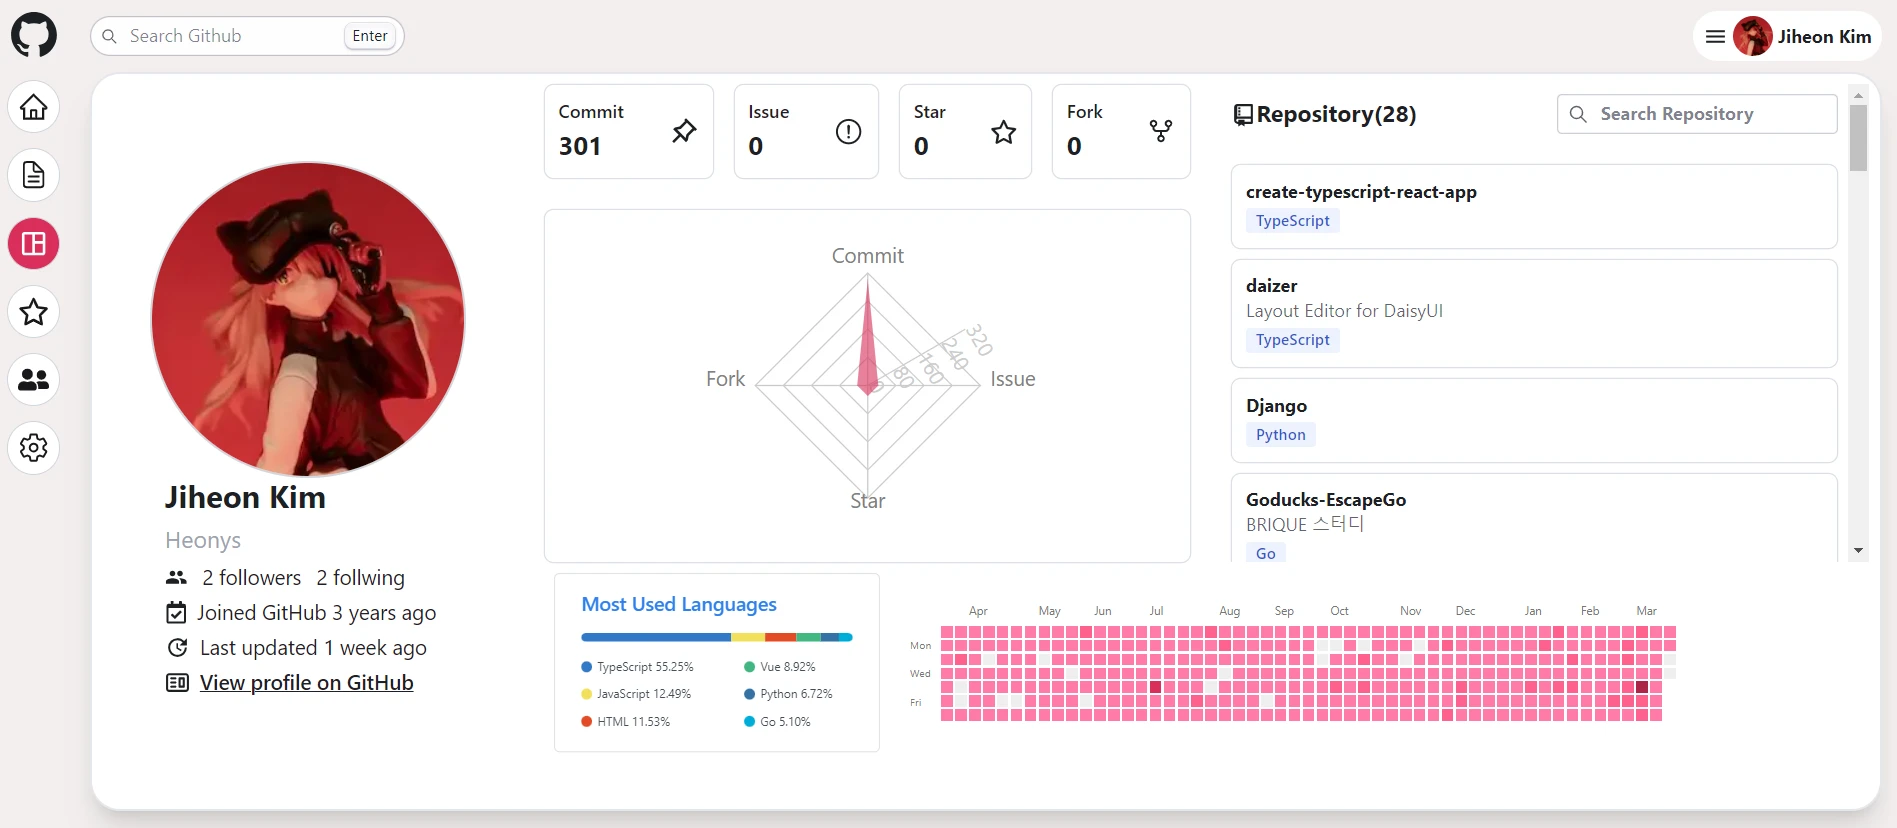 Search Github
Enter
Jiheon Kim
Jiheon Kim
Heonys
2 followers 2 follwing
Joined GitHub 3 years ago
Last updated 1 week ago
View profile on GitHub
Commit
301
Issue
0
Star
0
Fork
0
Commit
Fork
Issue
Star
0
80
160
240
320
Most Used Languages
TypeScript 55.25%
JavaScript 12.49%
HTML 11.53%
Vue 8.92%
Python 6.72%
Go 5.10%
Repository(28)
Search Repository
create-typescript-react-app
TypeScript
daizer
Layout Editor for DaisyUI
TypeScript
Django
Python
Goducks-EscapeGo
BRIQUE 스터디
Go
Apr May Jun Jul Aug Sep Oct Nov Dec Jan Feb Mar
Mon
Wed
Fri